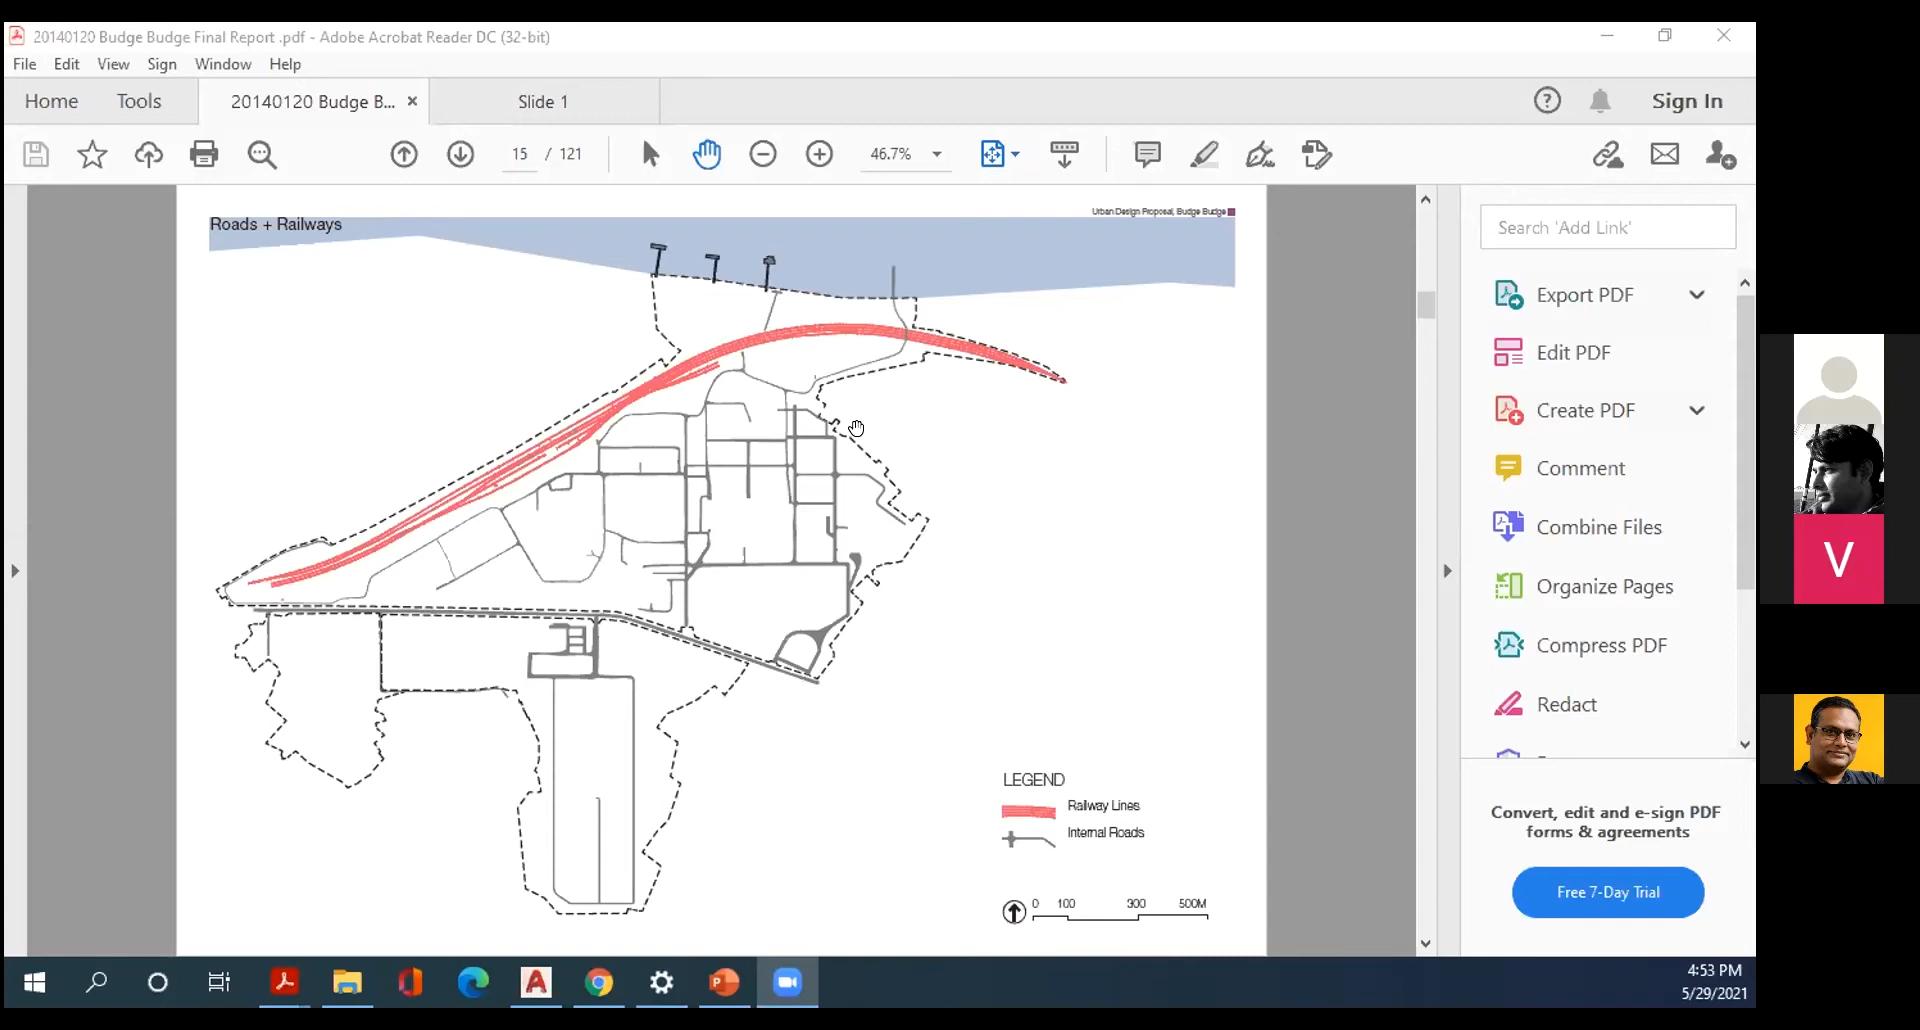 20140120 Budge Budge Final Report .pdf - Adobe Acrobat Reader DC (32-bit)
File Edit View Sign Window Help
Home Tools 20140120 Budge B... × Slide 1 Sign In
15 / 121 46.7%
Urban Design Proposal, Budge Budge
Roads + Railways
LEGEND
Railway Lines
Internal Roads
0 100 300 500M
Search 'Add Link'
Export PDF
Edit PDF
Create PDF
Comment
Combine Files
Organize Pages
Compress PDF
Redact
Convert, edit and e-sign PDF
forms & agreements
Free 7-Day Trial
V
4:53 PM
5/29/2021